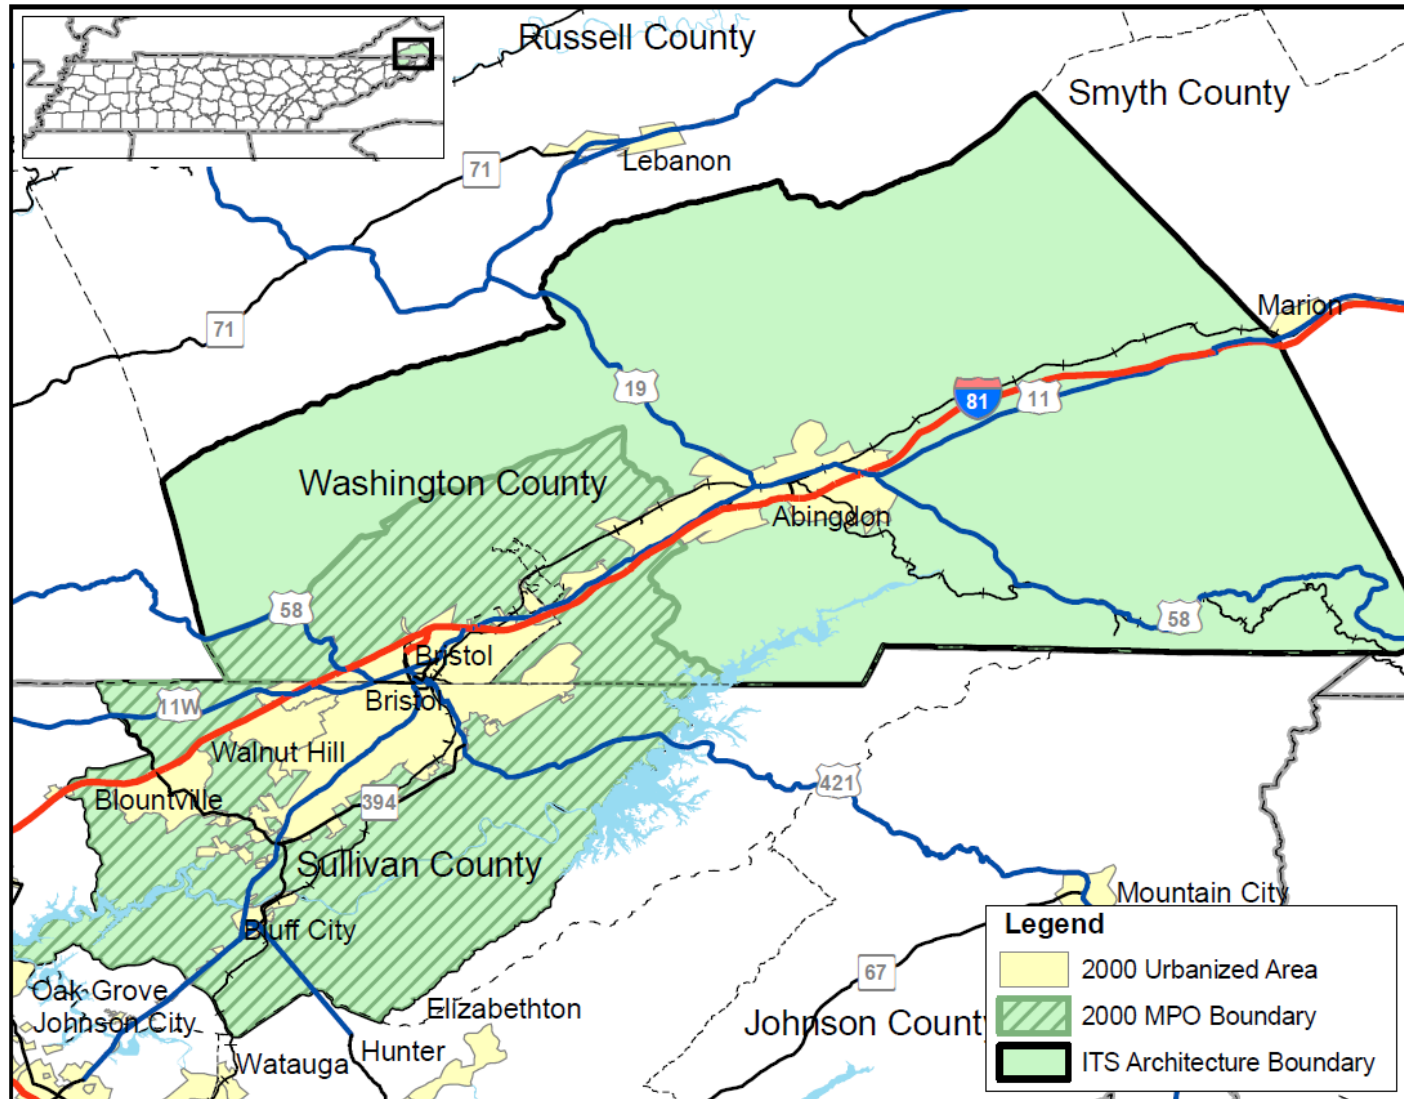 Russell County
Smyth County
71
Lebanon
71
Marion
19
81
11
Washington County
Abingdon
58
58
Bristol
Bristol
11W
Walnut Hill
421
Blountville
394
Sullivan County
Mountain City
Bluff City
Legend
2000 Urbanized Area
67
Oak Grove
Elizabethton
2000 MPO Boundary
Johnson City
Johnson County
Hunter
Watauga
ITS Architecture Boundary